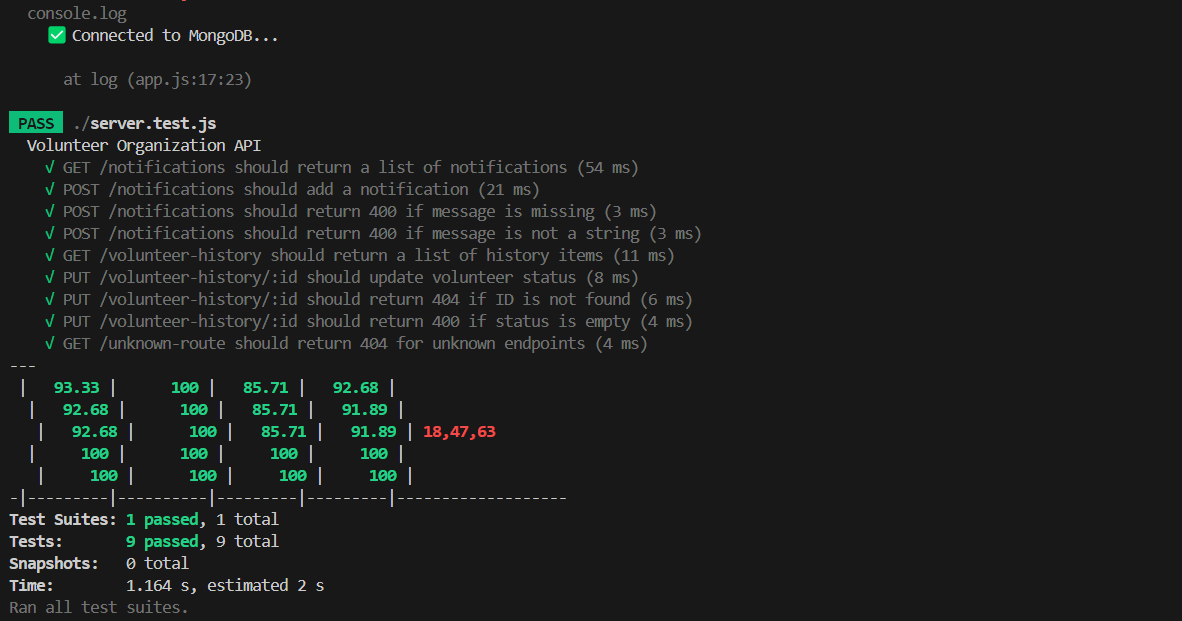 console.log
✅ Connected to MongoDB...
at log (app.js:17:23)
PASS ./server.test.js
Volunteer Organization API
√ GET /notifications should return a list of notifications (54 ms)
√ POST /notifications should add a notification (21 ms)
√ POST /notifications should return 400 if message is missing (3 ms)
√ POST /notifications should return 400 if message is not a string (3 ms)
√ GET /volunteer-history should return a list of history items (11 ms)
√ PUT /volunteer-history/:id should update volunteer status (8 ms)
√ PUT /volunteer-history/:id should return 404 if ID is not found (6 ms)
√ PUT /volunteer-history/:id should return 400 if status is empty (4 ms)
√ GET /unknown-route should return 404 for unknown endpoints (4 ms)
---
| 93.33 | 100 | 85.71 | 92.68 |
| 92.68 | 100 | 85.71 | 91.89 |
| 92.68 | 100 | 85.71 | 91.89 | 18,47,63
| 100 | 100 | 100 | 100 |
| 100 | 100 | 100 | 100 |
-|---------|----------|---------|---------|-------------------
Test Suites: 1 passed, 1 total
Tests: 9 passed, 9 total
Snapshots: 0 total
Time: 1.164 s, estimated 2 s
Ran all test suites.